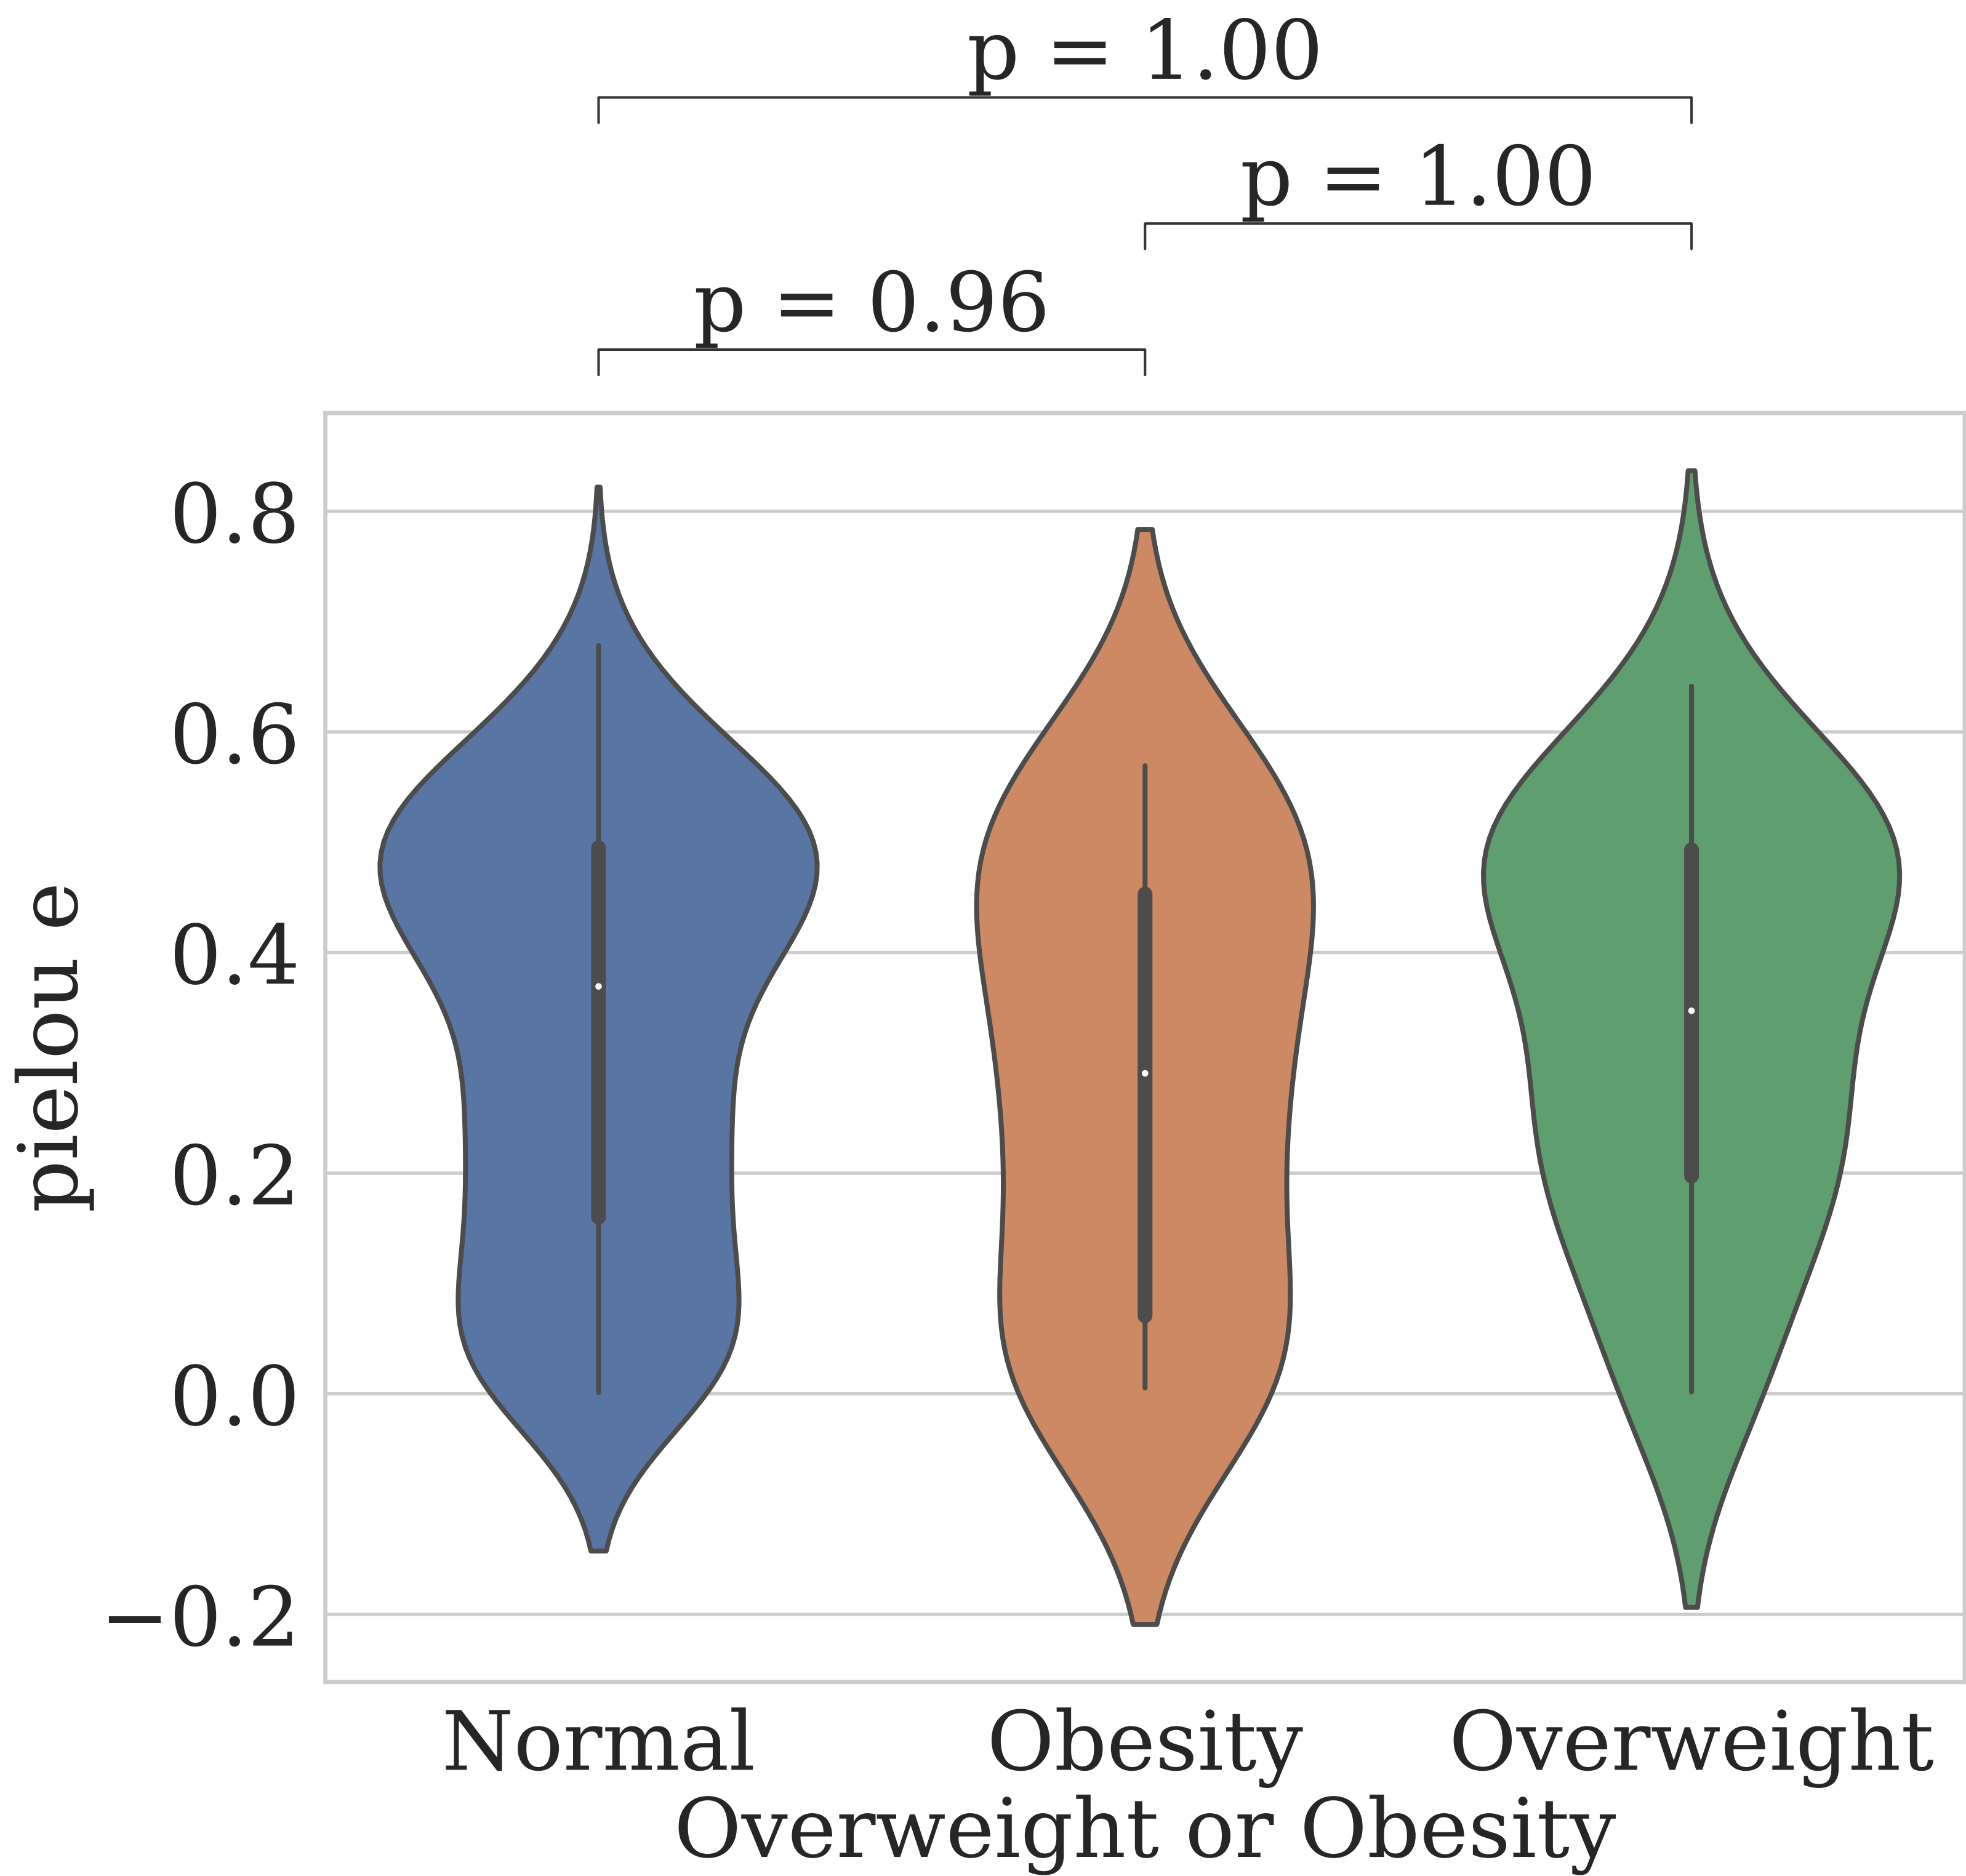 p = 1.00
p = 1.00
p = 0.96
0.8
0.6
0.4
0.2
0.0
−0.2
pielou e
Normal
Obesity
Overweight
Overweight or Obesity